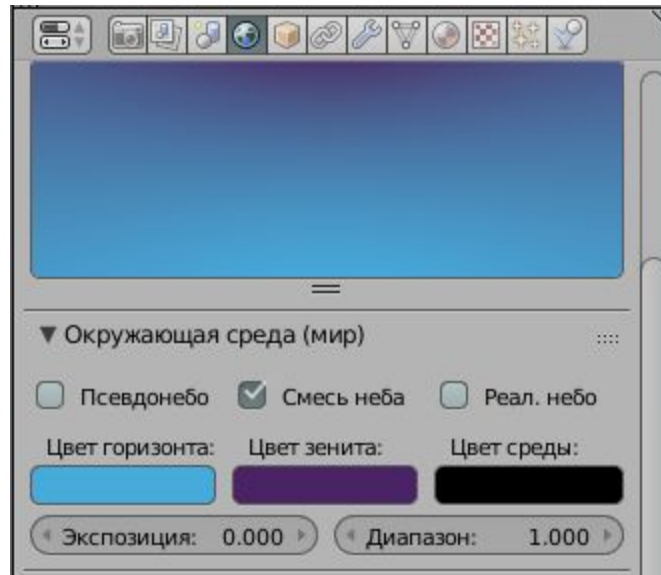 Окружающая среда (мир)
Псевдонебо Смесь неба Реал. небо
Цвет горизонта: Цвет зенита: Цвет среды:
Экспозиция: 0.000 Диапазон: 1.000